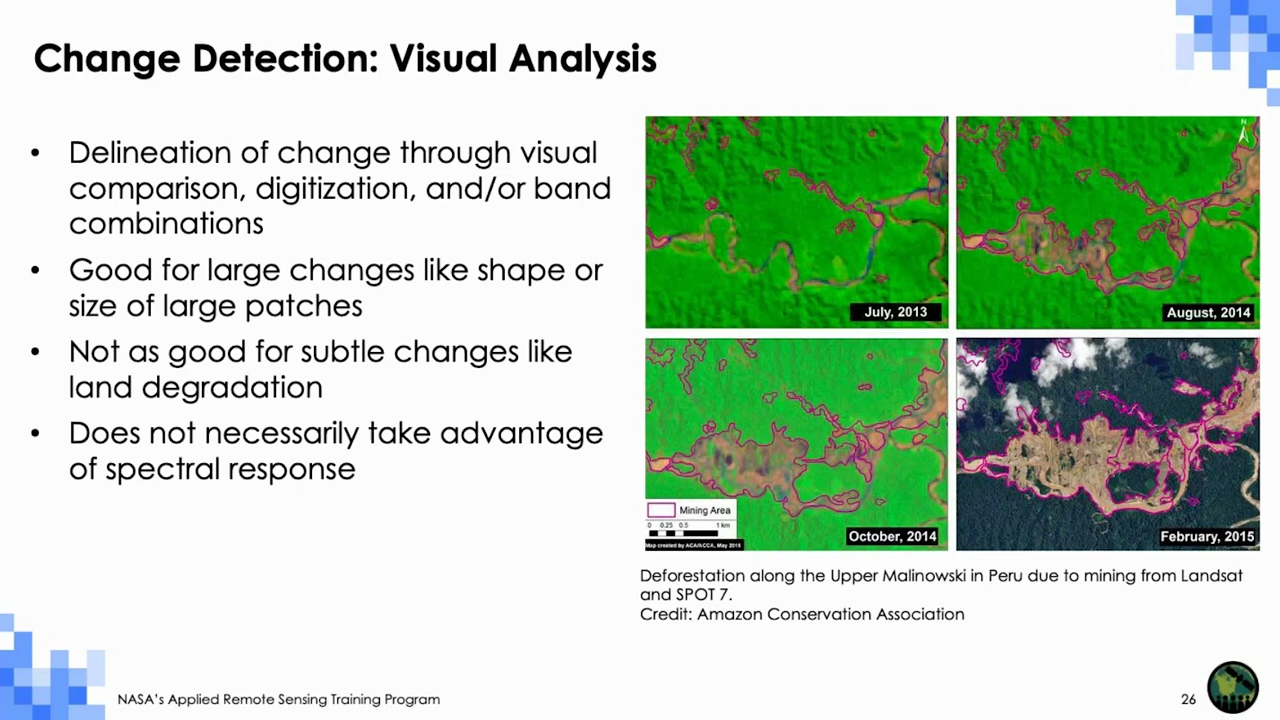 Change Detection: Visual Analysis
• Delineation of change through visual
comparison, digitization, and/or band
combinations
• Good for large changes like shape or
size of large patches
• Not as good for subtle changes like
land degradation
• Does not necessarily take advantage
of spectral response
July, 2013
N
August, 2014
Mining Area
0 0.25 0.5 1 km
Map created by ACA/ACCA, May 2015
October, 2014
February, 2015
Deforestation along the Upper Malinowski in Peru due to mining from Landsat
and SPOT 7.
Credit: Amazon Conservation Association
NASA's Applied Remote Sensing Training Program
26